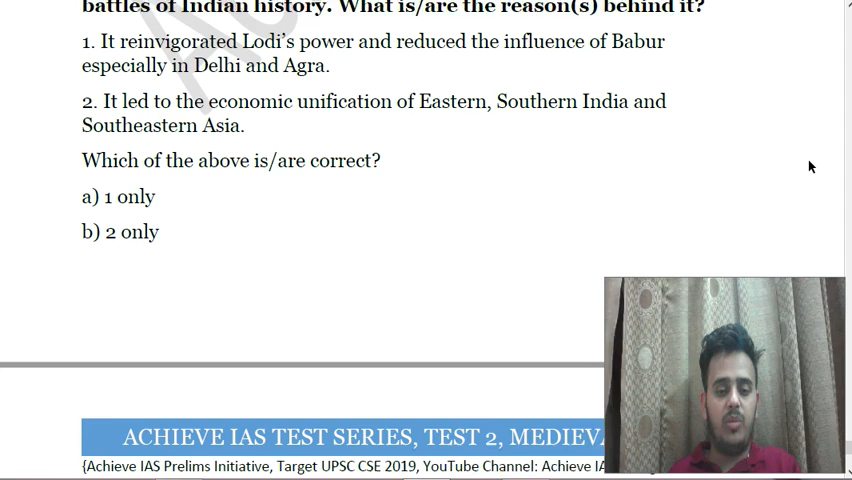 battles of Indian history. What is/are the reason(s) behind it?
1. It reinvigorated Lodi's power and reduced the influence of Babur
especially in Delhi and Agra.
2. It led to the economic unification of Eastern, Southern India and
Southeastern Asia.
Which of the above is/are correct?
a) 1 only
b) 2 only
ACHIEVE IAS TEST SERIES, TEST 2,
{Achieve IAS Prelims Initiative, Target UPSC CSE 2019, YouTube Channel: Achieve